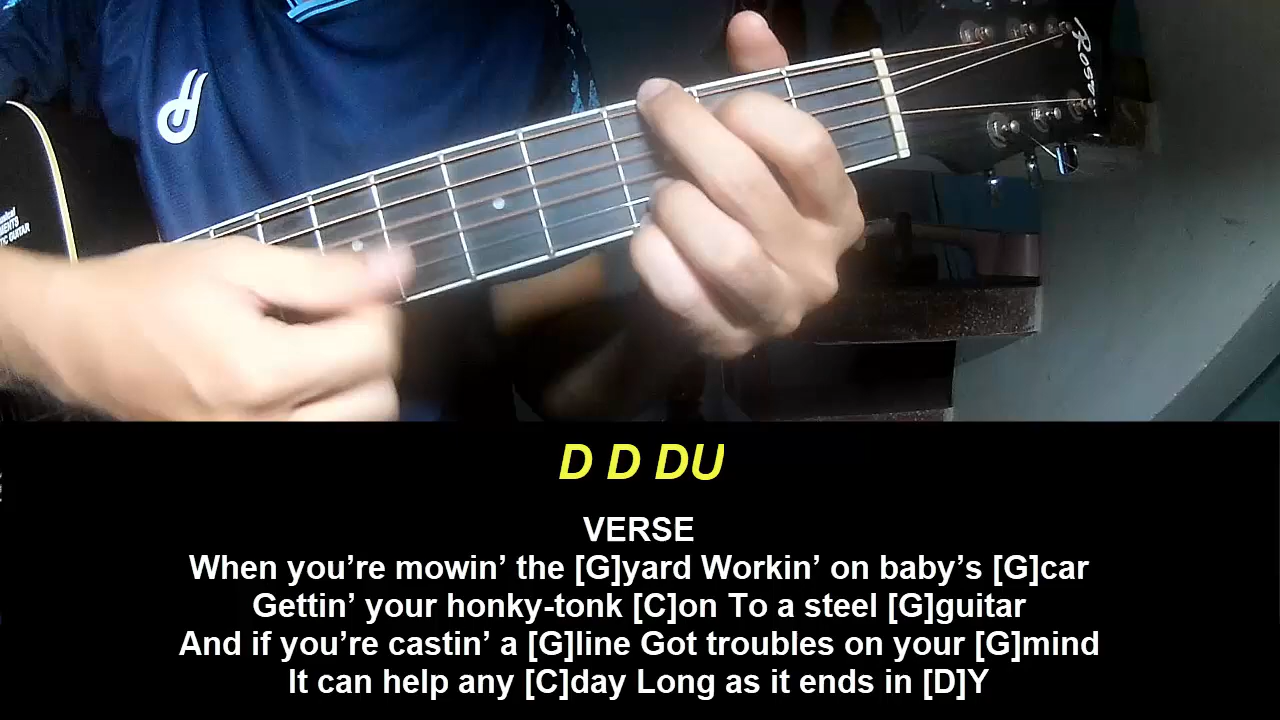 D D DU
VERSE
When you’re mowin’ the [G]yard Workin’ on baby’s [G]car
Gettin’ your honky-tonk [C]on To a steel [G]guitar
And if you’re castin’ a [G]line Got troubles on your [G]mind
It can help any [C]day Long as it ends in [D]Y